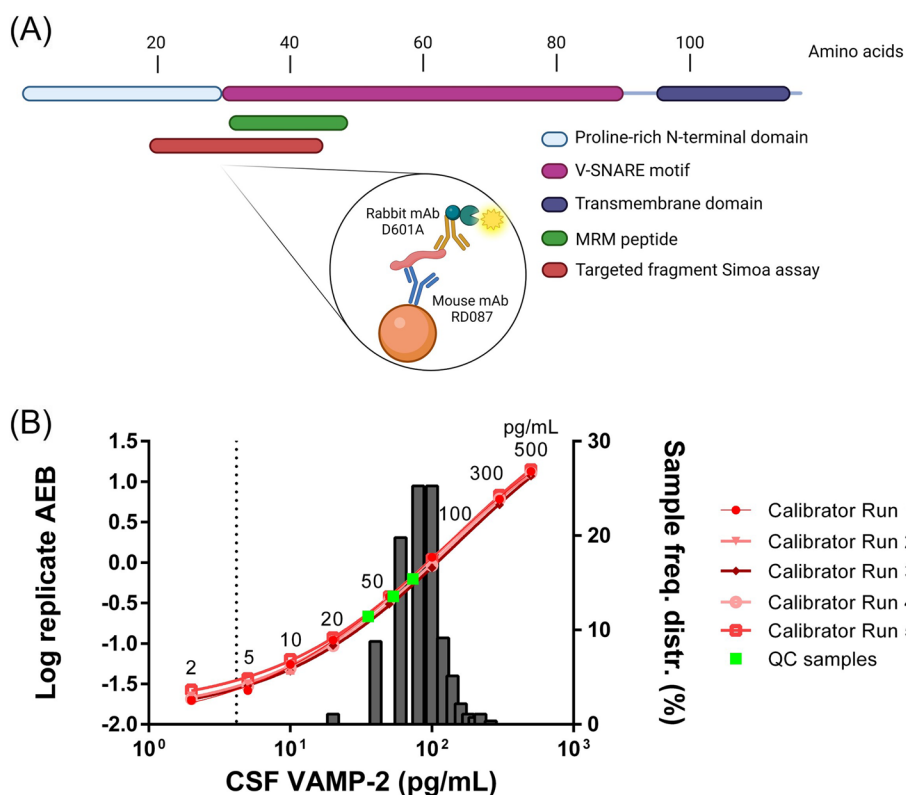 (A)
20 40 60 80 100 Amino acids
Proline-rich N-terminal domain
V-SNARE motif
Transmembrane domain
MRM peptide
Targeted fragment Simoa assay
Rabbit mAb
D601A
Mouse mAb
RD087
(B)
Log replicate AEB
1.5
1.0
0.5
0.0
-0.5
-1.0
-1.5
-2.0
2
5
10
20
50
100
300
500
pg/mL
30
20
10
0
Sample freq. distr. (%)
10⁰ 10¹ 10² 10³
CSF VAMP-2 (pg/mL)
Calibrator Run
Calibrator Run
Calibrator Run
Calibrator Run
Calibrator Run
QC samples